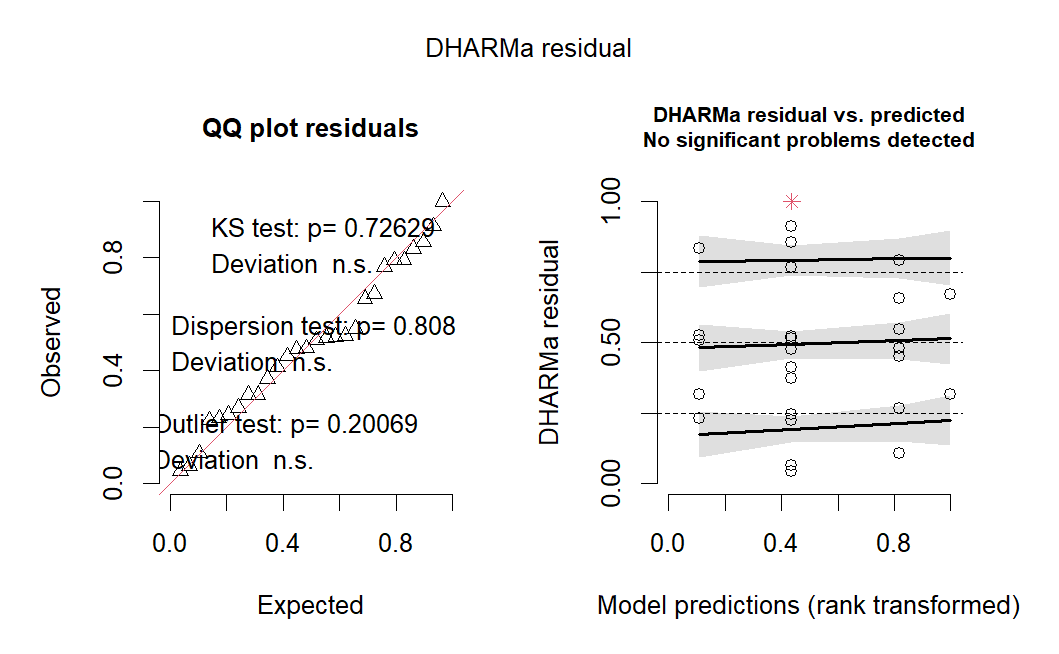 DHARMa residual
QQ plot residuals
KS test: p= 0.72629
Deviation n.s.
Dispersion test: p= 0.808
Deviation n.s.
Outlier test: p= 0.20069
Deviation n.s.
Observed
0.0
0.4
0.8
0.0
0.4
0.8
Expected
DHARMa residual vs. predicted
No significant problems detected
DHARMa residual
1.00
0.50
0.00
0.0
0.4
0.8
Model predictions (rank transformed)